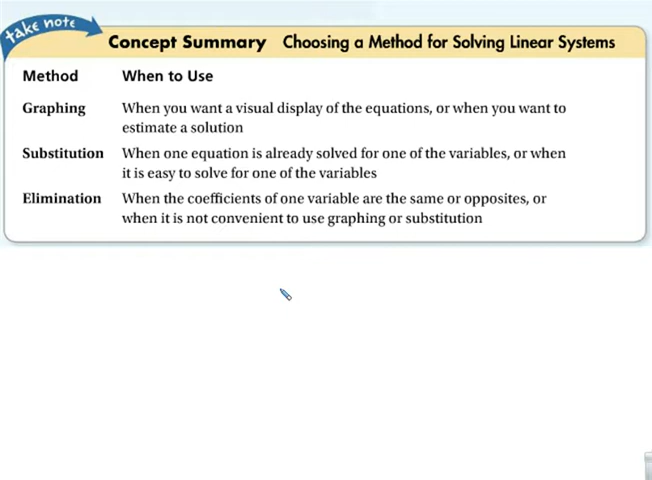 take note
Concept Summary Choosing a Method for Solving Linear Systems
Method When to Use
Graphing When you want a visual display of the equations, or when you want to
estimate a solution
Substitution When one equation is already solved for one of the variables, or when
it is easy to solve for one of the variables
Elimination When the coefficients of one variable are the same or opposites, or
when it is not convenient to use graphing or substitution